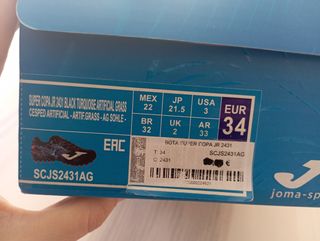 SUPER COPA JR 2431 BLACK TURQUOISE ARTIFICIAL GRASS
CESPED ARTIFICIAL - ARTIF.GRASS - AG SOHLE -
MEX 22
JP 21.5
USA 3
EUR 34
BR 32
UK 2
AR 33
SCJS2431AG
EAC
BOTA SUPER COPA JR 2431
T 34
SCJS2431AG
C 2431
€
joma-sp